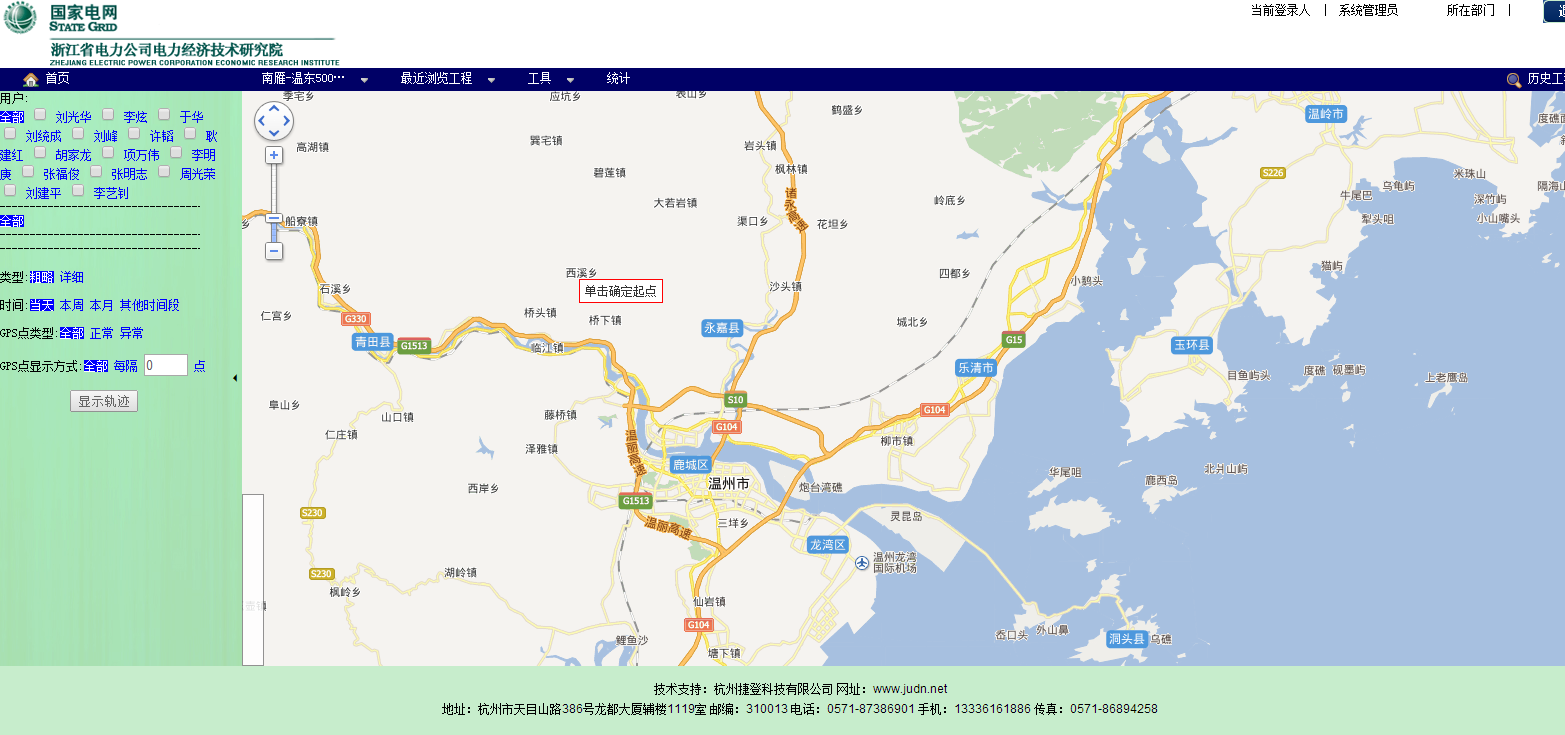 国家电网
STATE GRID
浙江省电力公司电力经济技术研究院
ZHEJIANG ELECTRIC POWER CORPORATION ECONOMIC RESEARCH INSTITUTE
当前登录人 | 系统管理员 所在部门 |
首页 南雁-温东500··· 最近浏览工程 工具 统计 历史工
用户:
全部 刘光华 李炫 于华
刘统成 刘峰 许韬 耿
建红 胡家龙 项万伟 李明
庚 张福俊 张明志 周光荣
刘建平 李艺钊
全部
类型:粗略 详细
时间:当天 本周 本月 其他时间段
GPS点类型:全部 正常 异常
GPS点显示方式:全部 每隔 0 点
显示轨迹
季宅乡
应坑乡
表山乡
鹤盛乡
温岭市
高湖镇
巽宅镇
岩头镇
碧莲镇
枫林镇
S226
米珠山
乌龟屿
牛尾巴
隔海山
深竹屿
小山嘴头
犁头咀
大若岩镇
诸永高速
岭底乡
船寮镇
渠口乡
花坦乡
猫屿
西溪乡
单击确定起点
四都乡
小鹅头
石溪乡
沙头镇
仁宫乡
G330
桥头镇
桥下镇
永嘉县
城北乡
青田县
G1513
临江镇
G15
玉环县
乐清市
目鱼屿头
度礁
砚墨屿
上老鹰岛
阜山乡
山口镇
藤桥镇
S10
G104
G104
仁庄镇
泽雅镇
温丽高速
柳市镇
鹿城区
温州市
西岸乡
炮台湾礁
华尾咀
鹿西岛
北爿山屿
G1513
S230
三垟乡
温丽高速
灵昆岛
龙湾区
温州龙湾
国际机场
S230
湖岭镇
枫岭乡
仙岩镇
G104
鲤鱼沙
塘下镇
岙口头
外山鼻
洞头县
乌礁
技术支持：杭州捷登科技有限公司 网址：www.judn.net
地址：杭州市天目山路386号龙都大厦辅楼1119室 邮编：310013 电话：0571-87386901 手机：13336161886 传真：0571-86894258